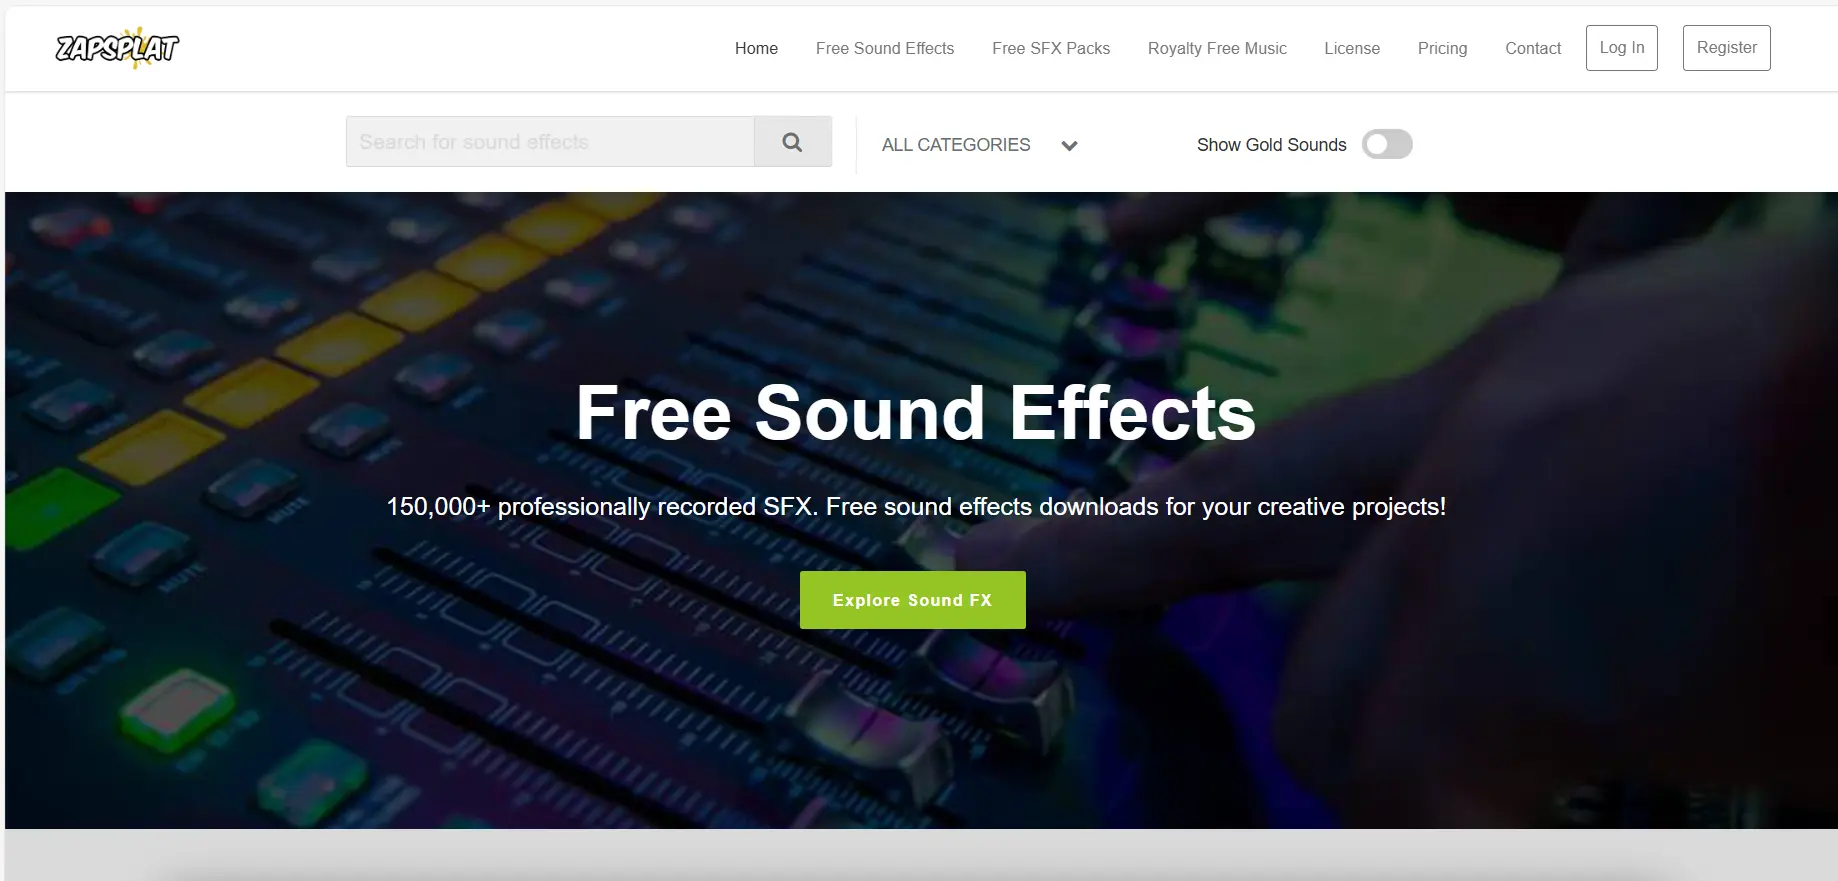 ZAPSPLAT
Home Free Sound Effects Free SFX Packs Royalty Free Music License Pricing Contact Log In Register
Search for sound effects ALL CATEGORIES Show Gold Sounds
Free Sound Effects
150,000+ professionally recorded SFX. Free sound effects downloads for your creative projects!
Explore Sound FX
MUTE
MUTE